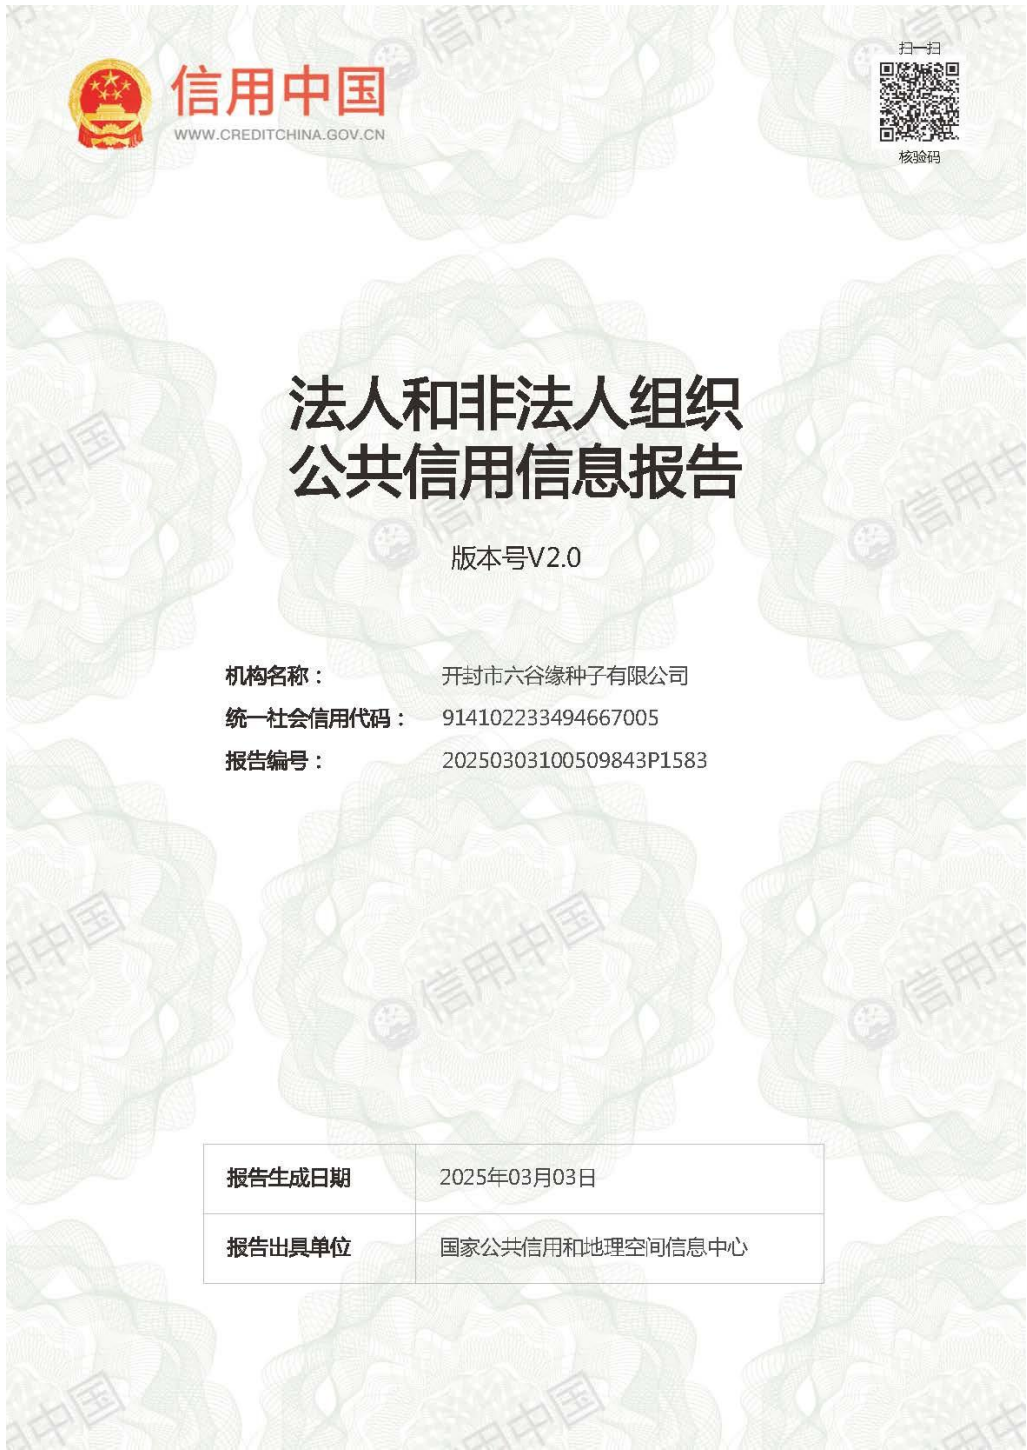 扫一扫
信用中国
WWW.CREDITCHINA.GOV.CN
核验码
法人和非法人组织
公共信用信息报告
版本号V2.0
机构名称： 开封市六谷缘种子有限公司
统一社会信用代码： 914102233494667005
报告编号： 20250303100509843P1583
报告生成日期 2025年03月03日
报告出具单位 国家公共信用和地理空间信息中心